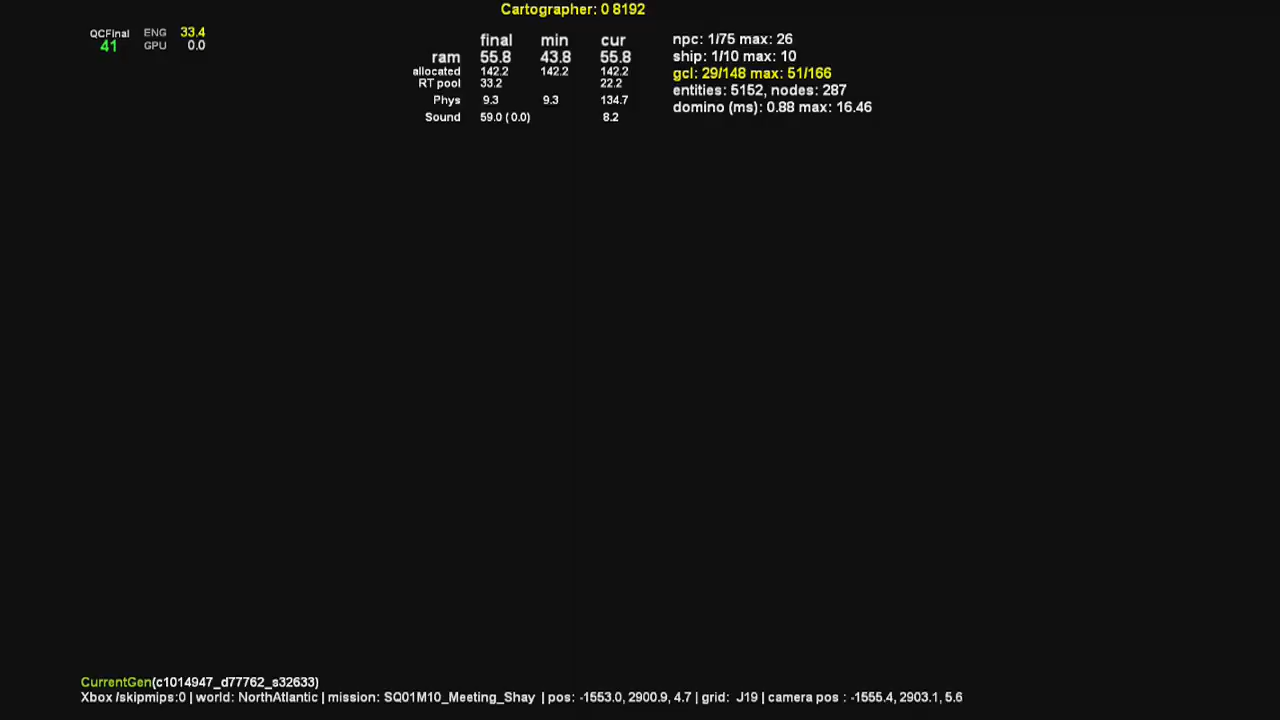 Cartographer: 0 8192
QCFinal ENG 33.4
41 GPU 0.0
final min cur
ram 55.8 43.8 55.8
allocated 142.2 142.2 142.2
RT pool 33.2 22.2
Phys 9.3 9.3 134.7
Sound 59.0 ( 0.0) 8.2
npc: 1/75 max: 26
ship: 1/10 max: 10
gcl: 29/148 max: 51/166
entities: 5152, nodes: 287
domino (ms): 0.88 max: 16.46
CurrentGen(c1014947_d77762_s32633)
Xbox /skipmips:0 | world: NorthAtlantic | mission: SQ01M10_Meeting_Shay | pos: -1553.0, 2900.9, 4.7 | grid: J19 | camera pos : -1555.4, 2903.1, 5.6